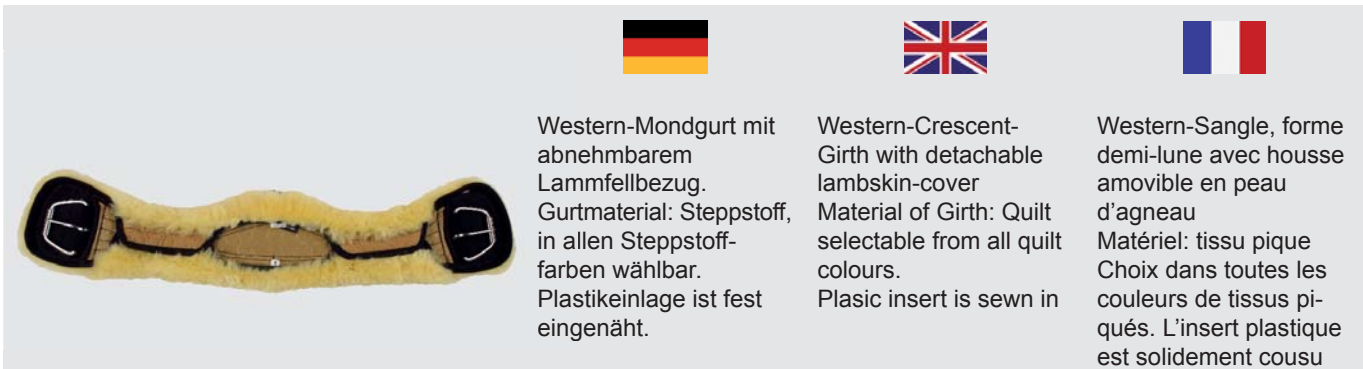 Western-Mondgurt mit
abnehmbarem
Lammfellbezug.
Gurtmaterial: Steppstoff,
in allen Steppstoff-
farben wählbar.
Plastikeinlage ist fest
eingenäht.
Western-Crescent-
Girth with detachable
lambskin-cover
Material of Girth: Quilt
selectable from all quilt
colours.
Plasic insert is sewn in
Western-Sangle, forme
demi-lune avec housse
amovible en peau
d’agneau
Matériel: tissu pique
Choix dans toutes les
couleurs de tissus pi-
qués. L’insert plastique
est solidement cousu